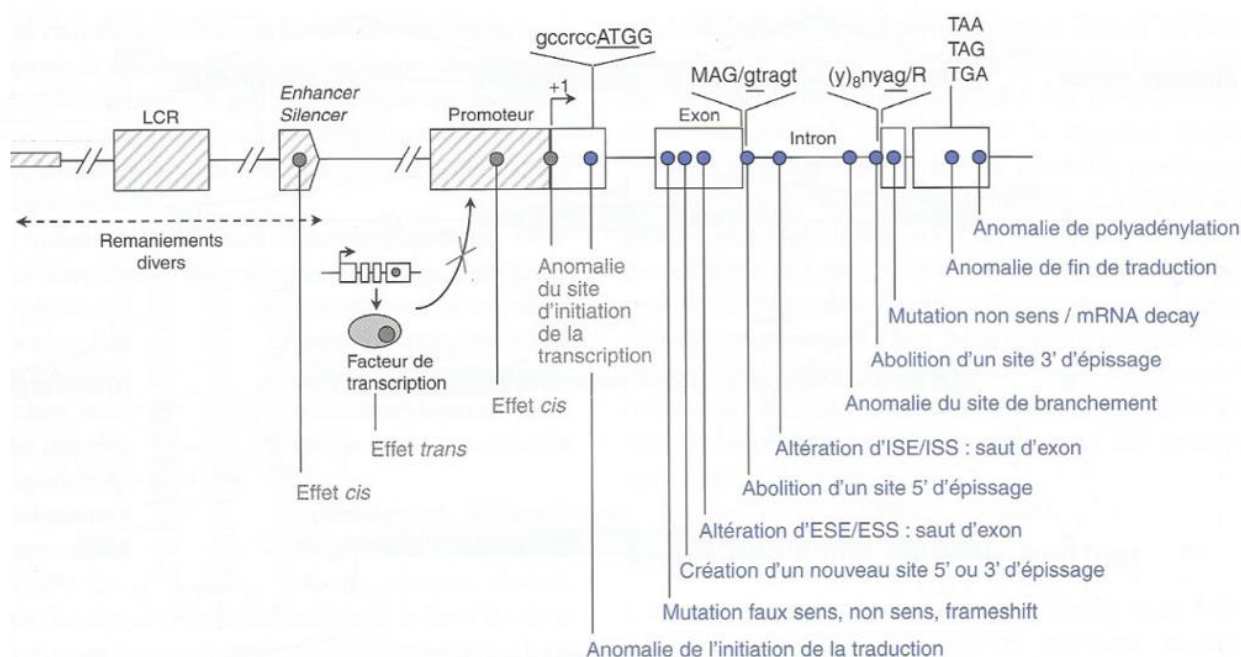 gccrccATGG
TAA
TAG
TGA
MAG/gtragt
(y)8nyag/R
Enhancer
Silencer
LCR
Promoteur
+1
Exon
Intron
Remaniements
divers
Facteur de
transcription
Effet trans
Effet cis
Effet cis
Anomalie
du site
d'initiation
de la
transcription
Anomalie de polyadénylation
Anomalie de fin de traduction
Mutation non sens / mRNA decay
Abolition d'un site 3' d'épissage
Anomalie du site de branchement
Altération d'ISE/ISS : saut d'exon
Abolition d'un site 5' d'épissage
Altération d'ESE/ESS : saut d'exon
Création d'un nouveau site 5' ou 3' d'épissage
Mutation faux sens, non sens, frameshift
Anomalie de l'initiation de la traduction